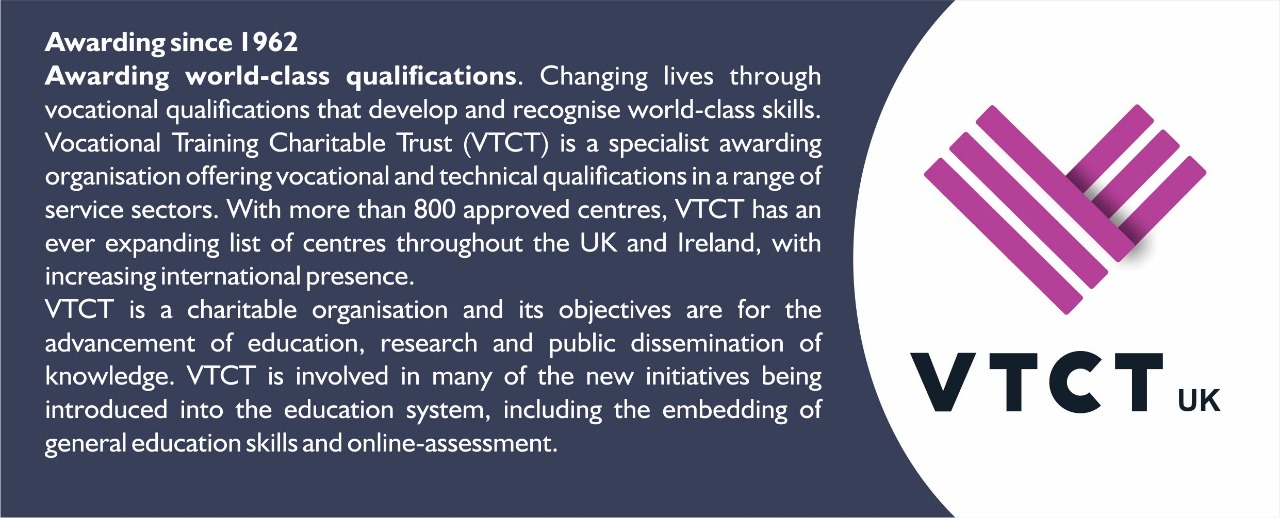 Awarding since 1962
Awarding world-class qualifications. Changing lives through
vocational qualifications that develop and recognise world-class skills.
Vocational Training Charitable Trust (VTCT) is a specialist awarding
organisation offering vocational and technical qualifications in a range of
service sectors. With more than 800 approved centres, VTCT has an
ever expanding list of centres throughout the UK and Ireland, with
increasing international presence.
VTCT is a charitable organisation and its objectives are for the
advancement of education, research and public dissemination of
knowledge. VTCT is involved in many of the new initiatives being
introduced into the education system, including the embedding of
general education skills and online-assessment.
VTCT UK